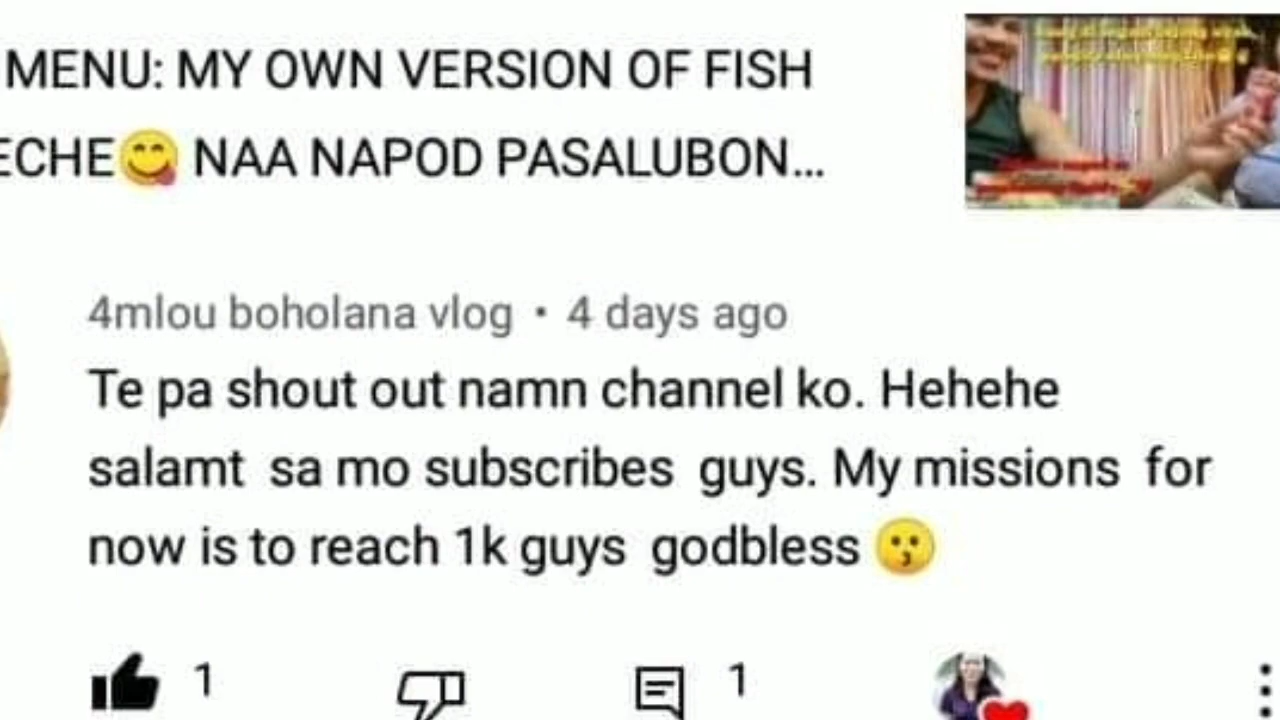 MENU: MY OWN VERSION OF FISH
ECHE😋 NAA NAPOD PASALUBON...
4mlou boholana vlog • 4 days ago
Te pa shout out namn channel ko. Hehehe
salamt sa mo subscribes guys. My missions for
now is to reach 1k guys godbless 😗
1 1